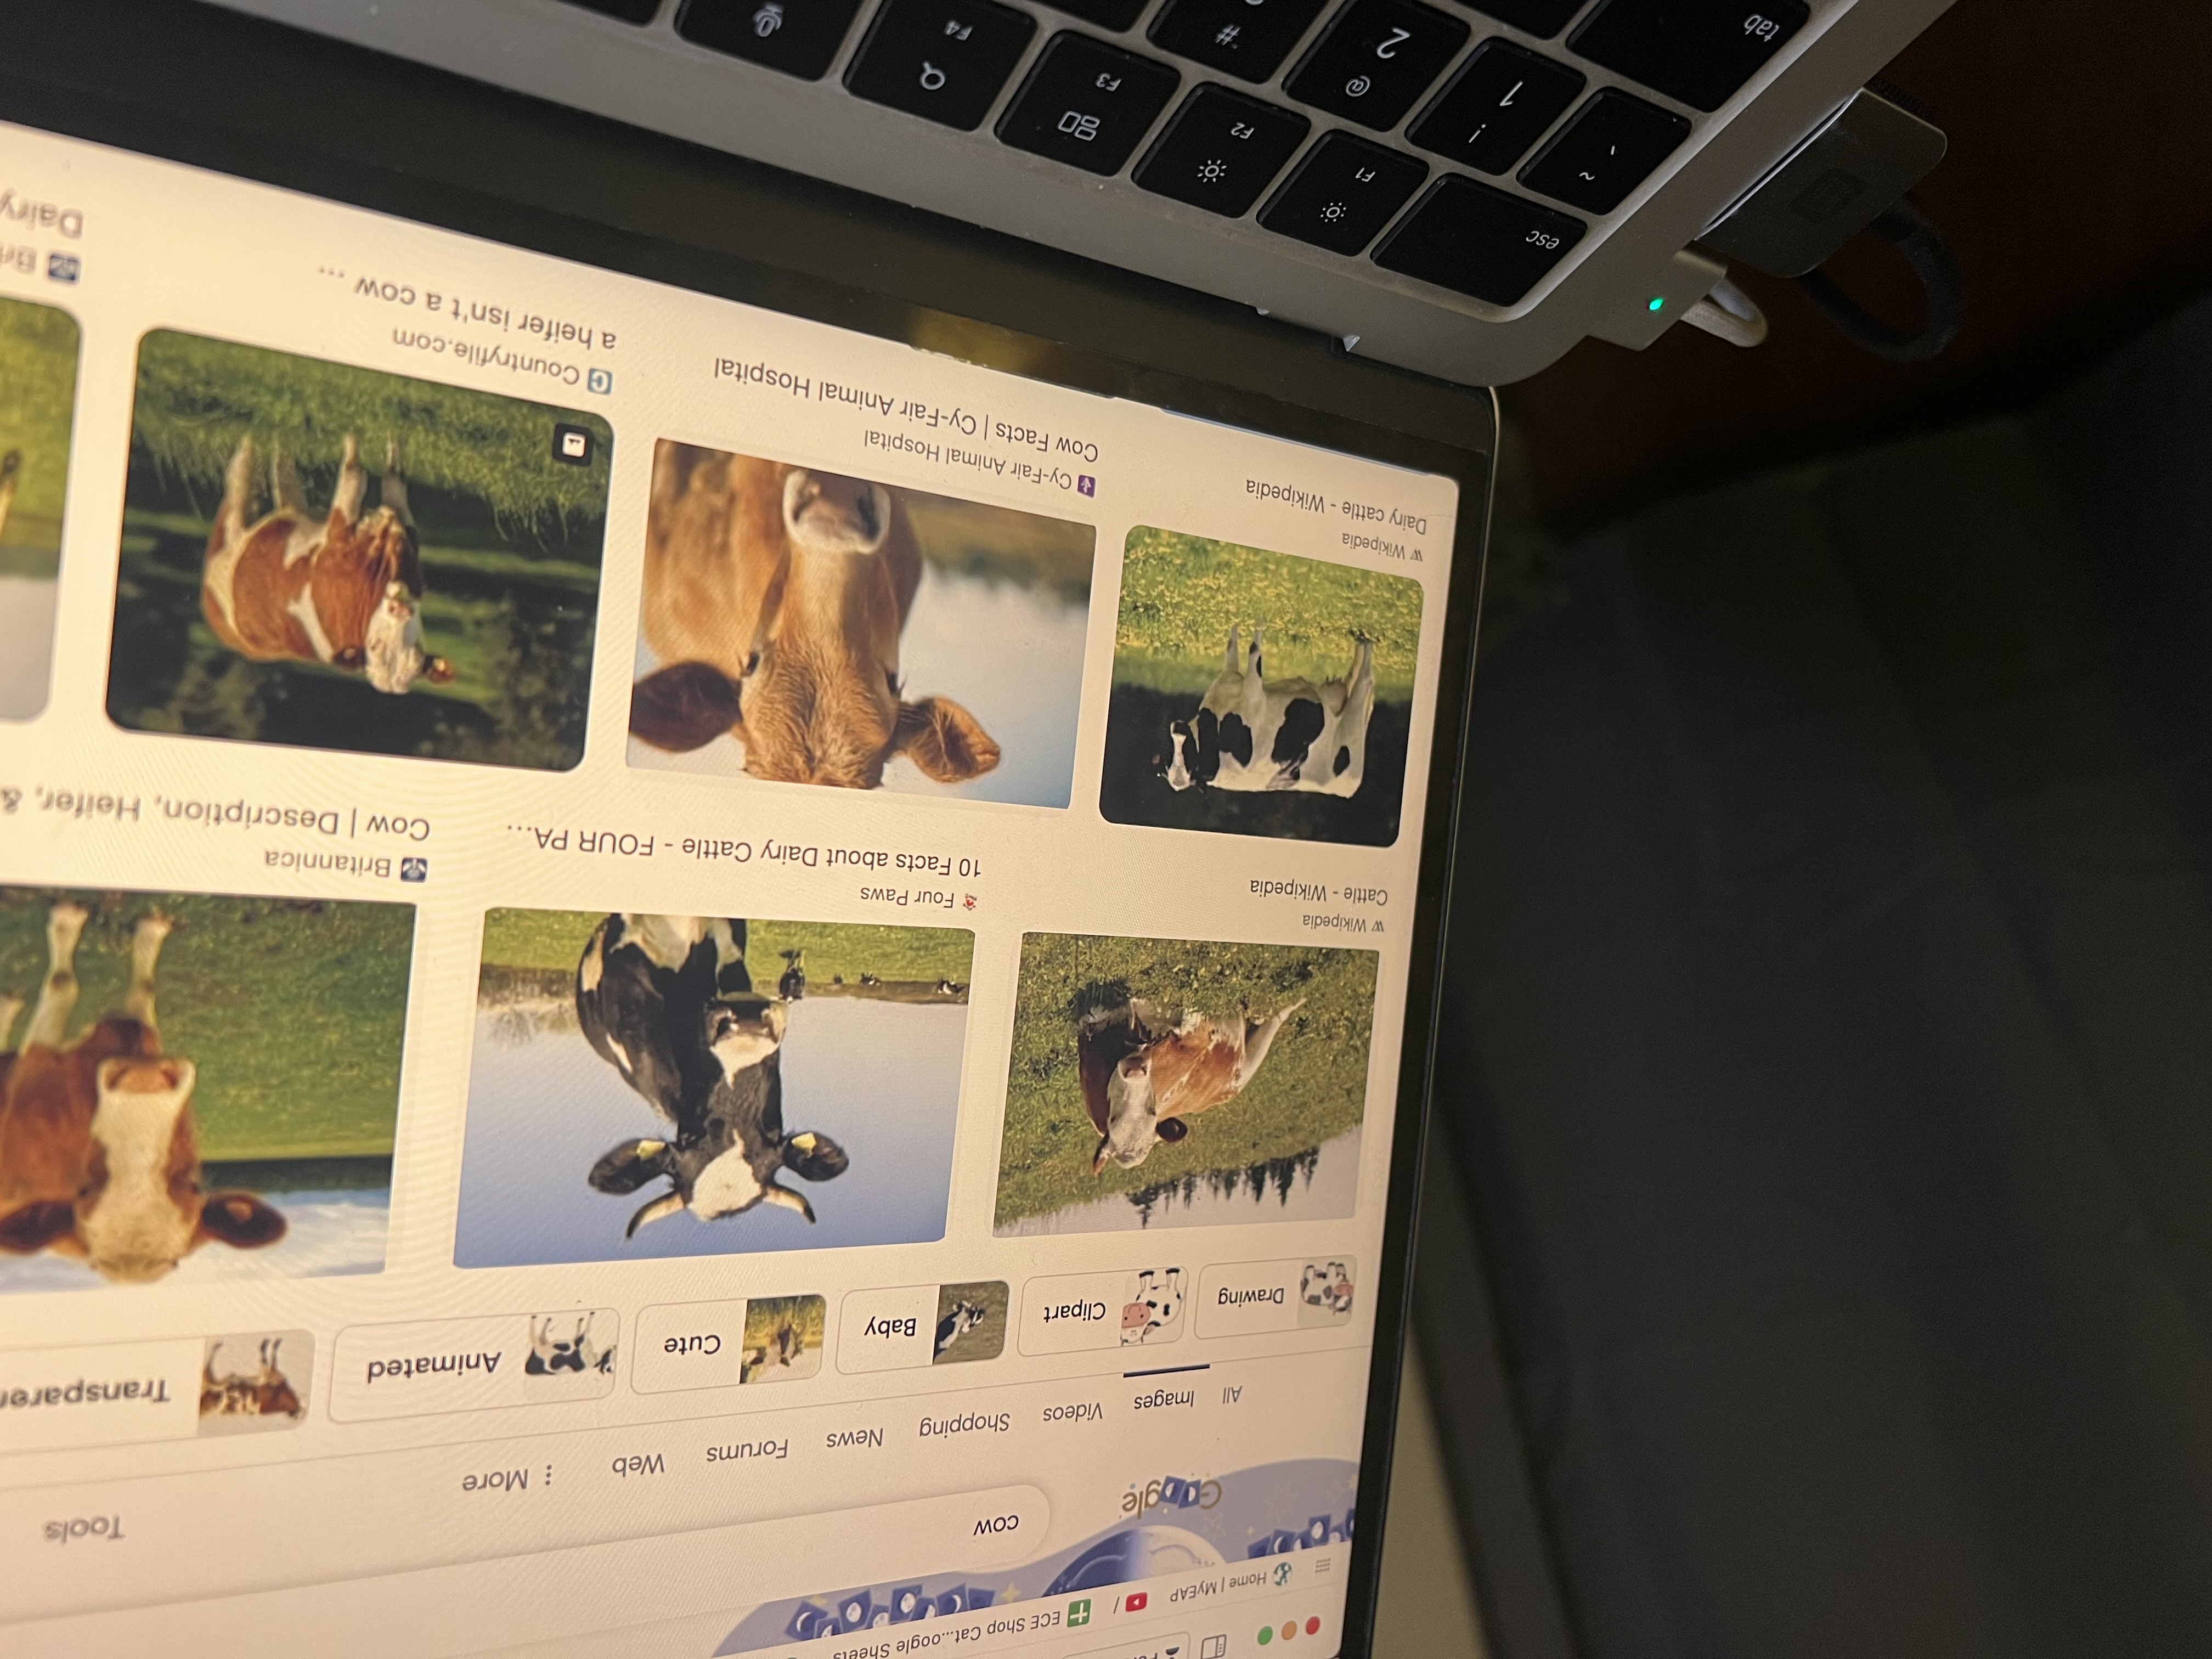 Home | MyEAP
/
ECE Shop Cat...oogle Sheets
Google
cow
Tools
All
Images
Videos
Shopping
News
Forums
Web
More
Drawing
Clipart
Baby
Cute
Animated
W Wikipedia
Cattle - Wikipedia
Four Paws
10 Facts about Dairy Cattle - FOUR PA...
Britannica
Cow | Description, Heifer, &
W Wikipedia
Dairy cattle - Wikipedia
Cy-Fair Animal Hospital
Cow Facts | Cy-Fair Animal Hospital
C Countryfile.com
a heifer isn't a cow ...
Dairy
esc
F1
F2
F3
F4
~
`
!
1
@
2
#
tab